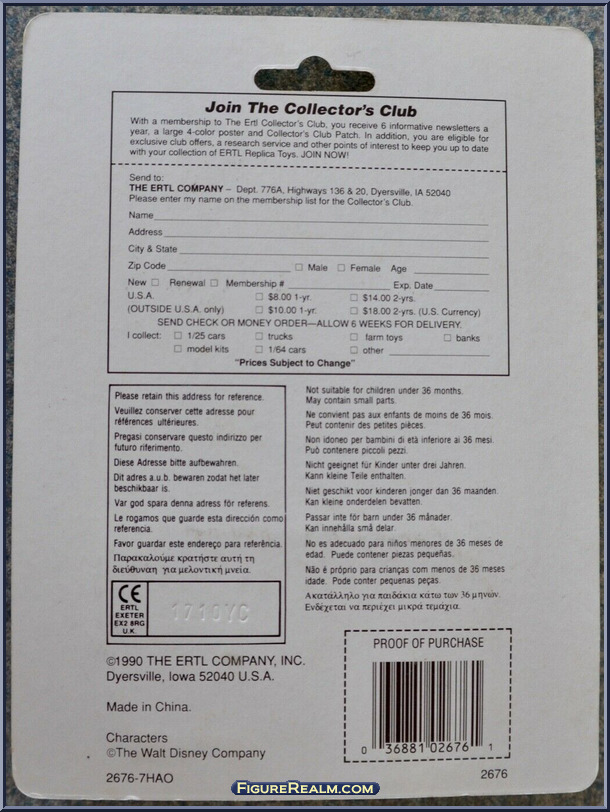 Join The Collector's Club
With a membership to The Ertl Collector's Club, you receive 6 informative newsletters a
year, a large 4-color poster and Collector's Club Patch. In addition, you are eligible for
exclusive club offers, a research service and other points of interest to keep you up to date
with your collection of ERTL Replica Toys. JOIN NOW!
Send to:
THE ERTL COMPANY – Dept. 776A, Highways 136 & 20, Dyersville, IA 52040
Please enter my name on the membership list for the Collector's Club.
Name
Address
City & State
Zip Code Male Female Age
New Renewal Membership # Exp. Date
U.S.A. $8.00 1-yr. $14.00 2-yrs.
(OUTSIDE U.S.A. only) $10.00 1-yr. $18.00 2-yrs. (U.S. Currency)
SEND CHECK OR MONEY ORDER—ALLOW 6 WEEKS FOR DELIVERY.
I collect: 1/25 cars trucks farm toys banks
model kits 1/64 cars other
"Prices Subject to Change"
Please retain this address for reference.
Veuillez conserver cette adresse pour
références ultèrieures.
Pregasi conservare questo indirizzo per
futuro riferimento.
Diese Adresse bitte aufbewahren.
Dit adres a.u.b. bewaren zodat het later
beschikbaar is.
Var god spara denna adress för referens.
Le rogamos que guarde esta dirección como
referencia.
Favor guardar este endereço para referência.
Παρακαλούμε κρατήστε αυτή τη
διεύθυναη για μελοντική μνεία.
CE
ERTL
EXETER
EX2 8RG
U.K.
1710YC
Not suitable for children under 36 months.
May contain small parts.
Ne convient pas aux enfants de moins de 36 mois.
Peut contenir des petites pièces.
Non idoneo per bambini di età inferiore ai 36 mesi.
Può contenere piccoli pezzi.
Nicht geeignet für Kinder unter drei Jahren.
Kann kleine Teile enthalten.
Niet geschikt voor kinderen jonger dan 36 maanden.
Kan kleine onderdelen bevatten.
Passar inte för barn under 36 månader.
Kan innehålla små delar.
No es adecuado para niños menores de 36 meses de
edad. Puede contener piezas pequeñas.
Não é próprio para crianças com menos de 36 meses
idade. Pode conter pequenas peças.
Ακατάλληλο για παιδάκια κάτω των 36 μηνών.
Ενδέχεται να περιέχει μικρά τεμάχια.
©1990 THE ERTL COMPANY, INC.
Dyersville, Iowa 52040 U.S.A.
Made in China.
Characters
©The Walt Disney Company
2676-7HAO
PROOF OF PURCHASE
0 36881 02676 1
2676
FIGUREREALM.COM